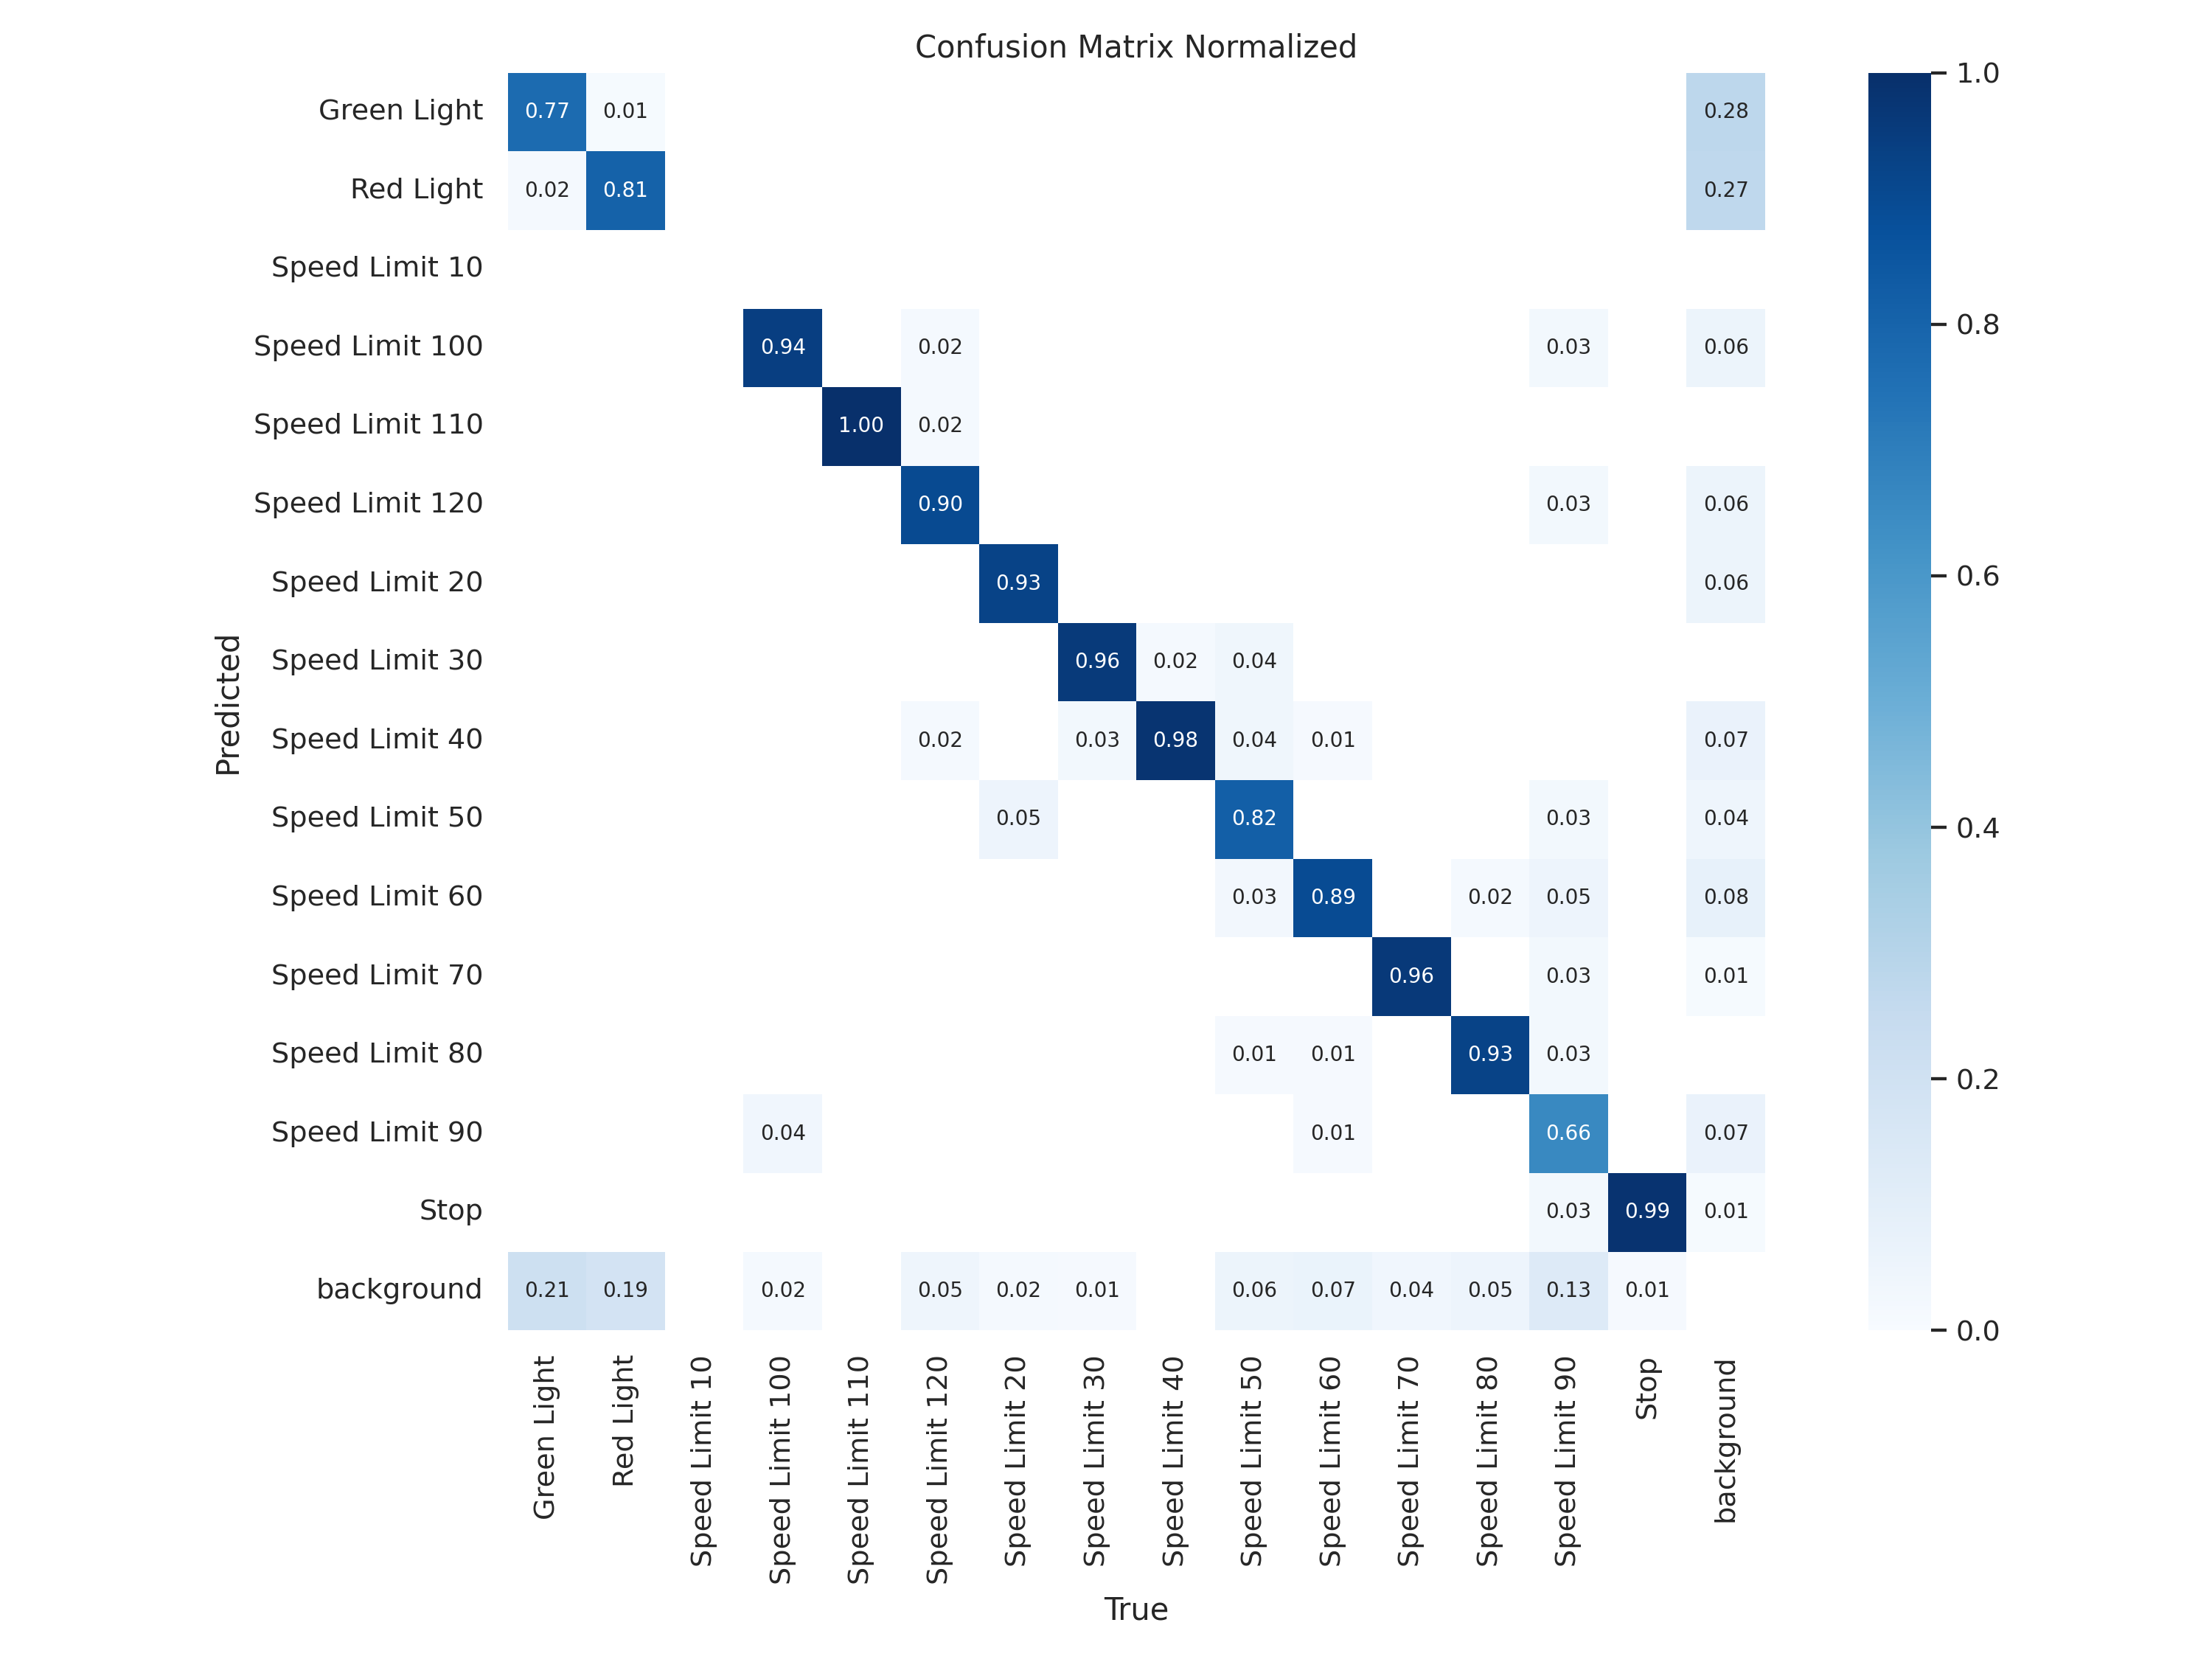 Confusion Matrix Normalized
Green Light 0.77 0.01 0.28 1.0
Red Light 0.02 0.81 0.27
Speed Limit 10
Speed Limit 100 0.94 0.02 0.03 0.06 0.8
Speed Limit 110 1.00 0.02
Speed Limit 120 0.90 0.03 0.06
Speed Limit 20 0.93 0.06 0.6
Speed Limit 30 0.96 0.02 0.04
Speed Limit 40 0.02 0.03 0.98 0.04 0.01 0.07
Speed Limit 50 0.05 0.82 0.03 0.04 0.4
Speed Limit 60 0.03 0.89 0.02 0.05 0.08
Speed Limit 70 0.96 0.03 0.01
Speed Limit 80 0.01 0.01 0.93 0.03 0.2
Speed Limit 90 0.04 0.01 0.66 0.07
Stop 0.03 0.99 0.01
background 0.21 0.19 0.02 0.05 0.02 0.01 0.06 0.07 0.04 0.05 0.13 0.01 0.0
Predicted
Green Light
Red Light
Speed Limit 10
Speed Limit 100
Speed Limit 110
Speed Limit 120
Speed Limit 20
Speed Limit 30
Speed Limit 40
Speed Limit 50
Speed Limit 60
Speed Limit 70
Speed Limit 80
Speed Limit 90
Stop
background
True